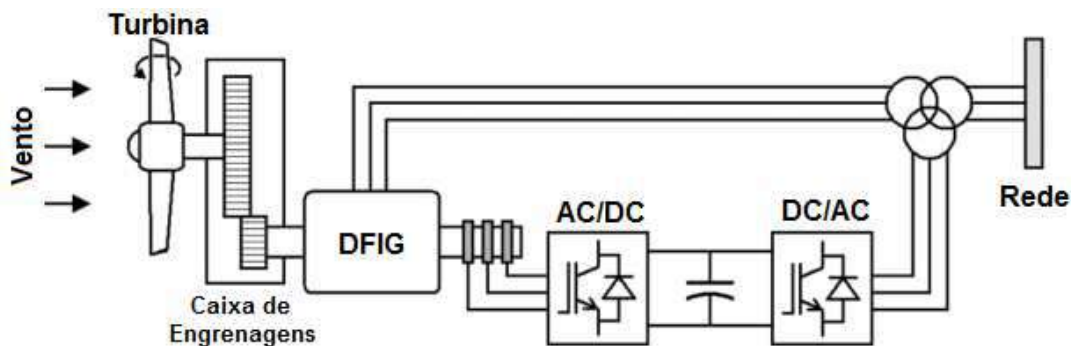 Turbina
Vento
AC/DC
DC/AC
Rede
DFIG
Caixa de
Engrenagens